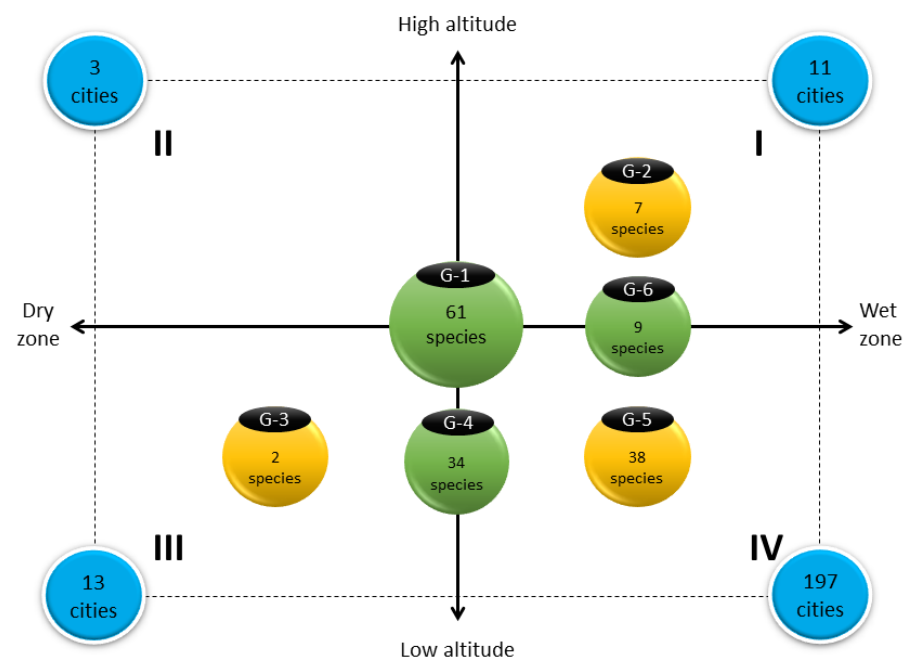 High altitude
3
cities
11
cities
II
I
G-2
7
species
G-1
61
species
G-6
9
species
Dry
zone
Wet
zone
G-3
2
species
G-4
34
species
G-5
38
species
III
IV
13
cities
197
cities
Low altitude